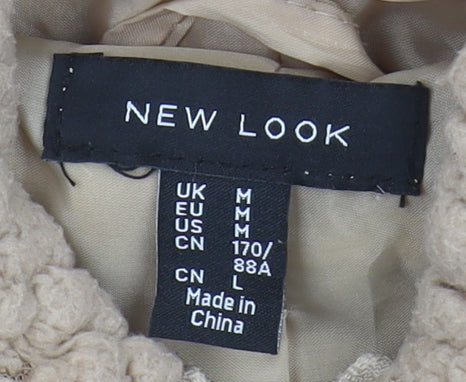 NEW LOOK
UK M
EU M
US M
CN 170/
88A
CN L
Made in
China